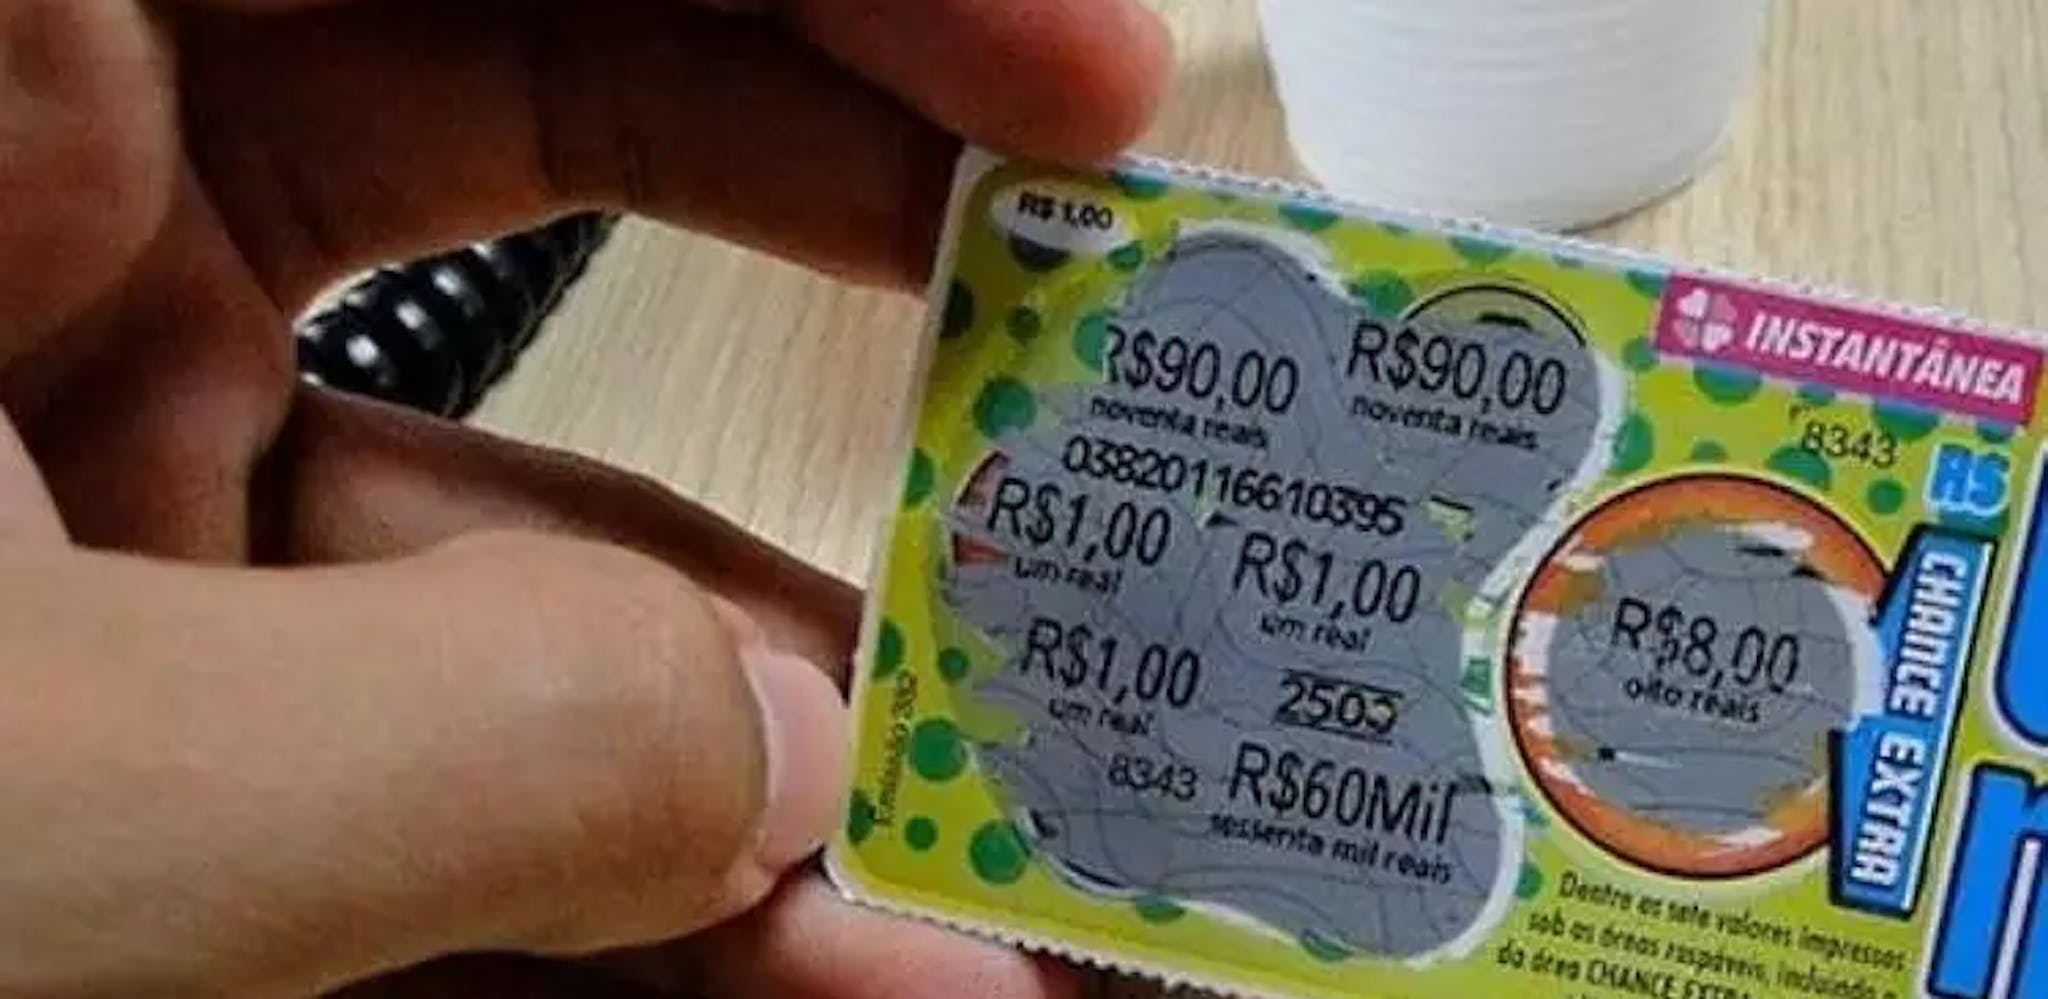 R$ 1,00
INSTANTÂNEA
R$90,00
noventa reais
R$90,00
noventa reais
8343
03820116610395
R$
R$1,00
um real
R$1,00
um real
R$8,00
oito reais
CHANCE EXTRA
R$1,00
um real
2505
8343
R$60Mil
sessenta mil reais
Dentre os sete valores impressos
sob as áreas raspáveis, incluindo o
da área CHANCE EXTRA